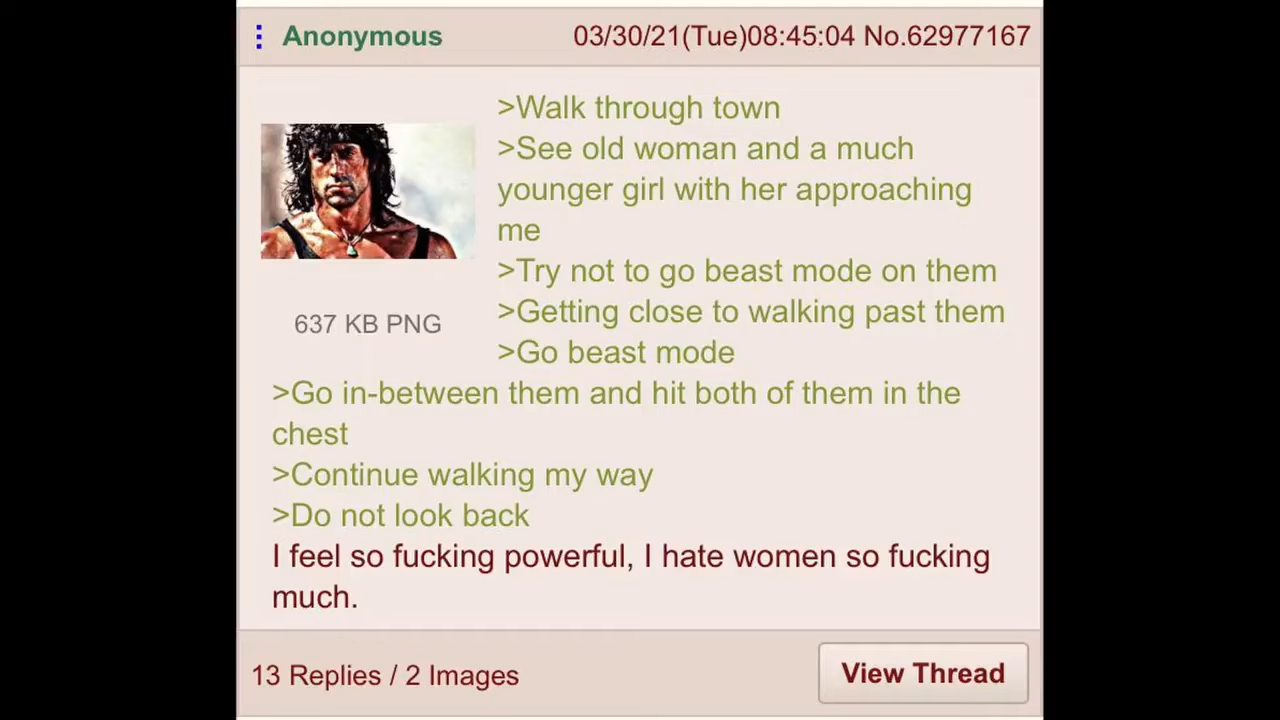 Anonymous 03/30/21(Tue)08:45:04 No.62977167
>Walk through town
>See old woman and a much
younger girl with her approaching
me
>Try not to go beast mode on them
>Getting close to walking past them
637 KB PNG
>Go beast mode
>Go in-between them and hit both of them in the
chest
>Continue walking my way
>Do not look back
I feel so fucking powerful, I hate women so fucking
much.
13 Replies / 2 Images
View Thread